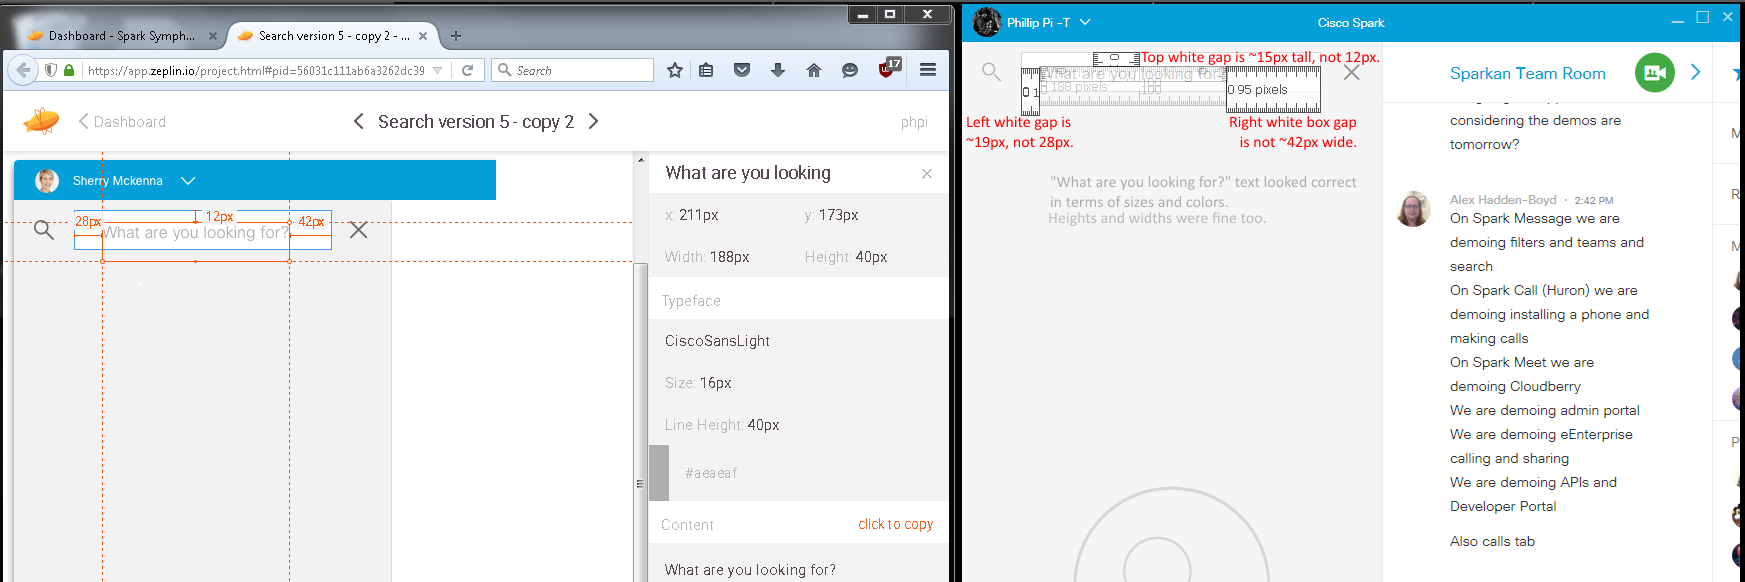 Dashboard - Spark Symph...
Search version 5 - copy 2 - ...
https://app.zeplin.io/project.html#pid=56031c111ab6a3262dc39
Search
17
Dashboard
Search version 5 - copy 2
phpi
Sherry Mckenna
28px
12px
42px
What are you looking for?
What are you looking
x: 211px
y: 173px
Width: 188px
Height: 40px
Typeface
CiscoSansLight
Size: 16px
Line Height: 40px
#aeaeaf
Content
click to copy
What are you looking for?
Phillip Pi -T
Cisco Spark
Top white gap is ~15px tall, not 12px.
What are you looking for?
0 188 pixels
100
0 1
0 95 pixels
Left white gap is
~19px, not 28px.
Right white box gap
is not ~42px wide.
"What are you looking for?" text looked correct
in terms of sizes and colors.
Heights and widths were fine too.
Sparkan Team Room
considering the demos are
tomorrow?
Alex Hadden-Boyd · 2:42 PM
On Spark Message we are
demoing filters and teams and
search
On Spark Call (Huron) we are
demoing installing a phone and
making calls
On Spark Meet we are
demoing Cloudberry
We are demoing admin portal
We are demoing eEnterprise
calling and sharing
We are demoing APIs and
Developer Portal
Also calls tab